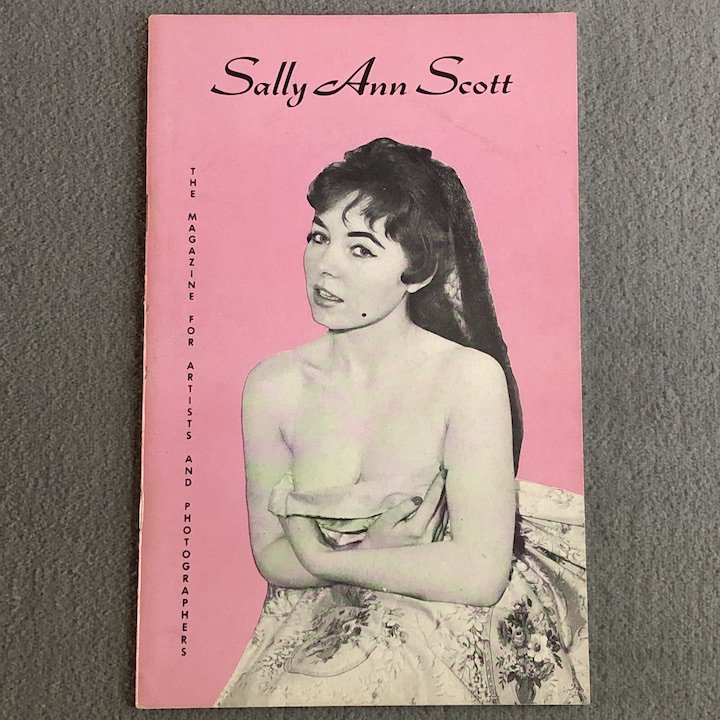 Sally Ann Scott
THE MAGAZINE FOR ARTISTS AND PHOTOGRAPHERS